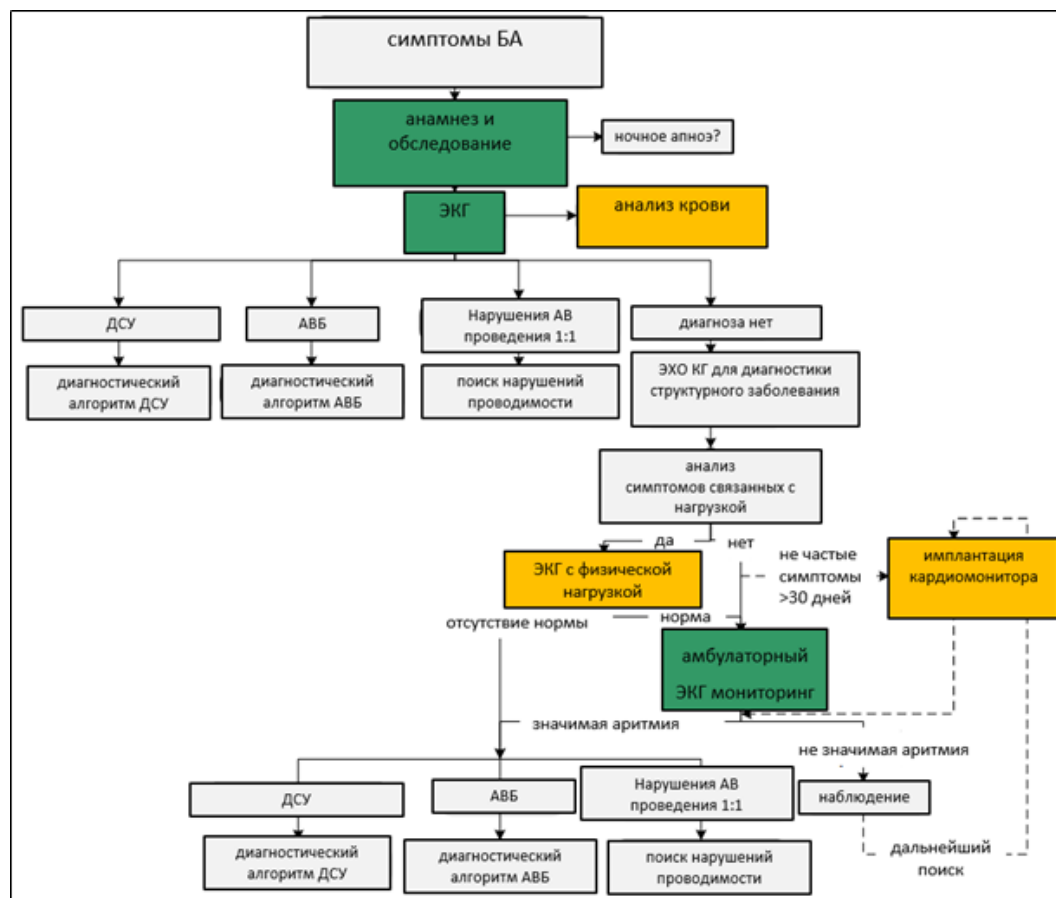 симптомы БА
анамнез и
обследование
ночное апноэ?
ЭКГ
анализ крови
ДСУ
АВБ
Нарушения АВ
проведения 1:1
диагноза нет
диагностический
алгоритм ДСУ
диагностический
алгоритм АВБ
поиск нарушений
проводимости
ЭХО КГ для диагностики
структурного заболевания
анализ
симптомов связанных с
нагрузкой
да
нет
ЭКГ с физической
нагрузкой
не частые
симптомы
>30 дней
имплантация
кардиомонитора
отсутствие нормы
норма
амбулаторный
ЭКГ мониторинг
значимая аритмия
не значимая аритмия
ДСУ
АВБ
Нарушения АВ
проведения 1:1
наблюдение
диагностический
алгоритм ДСУ
диагностический
алгоритм АВБ
поиск нарушений
проводимости
дальнейший
поиск